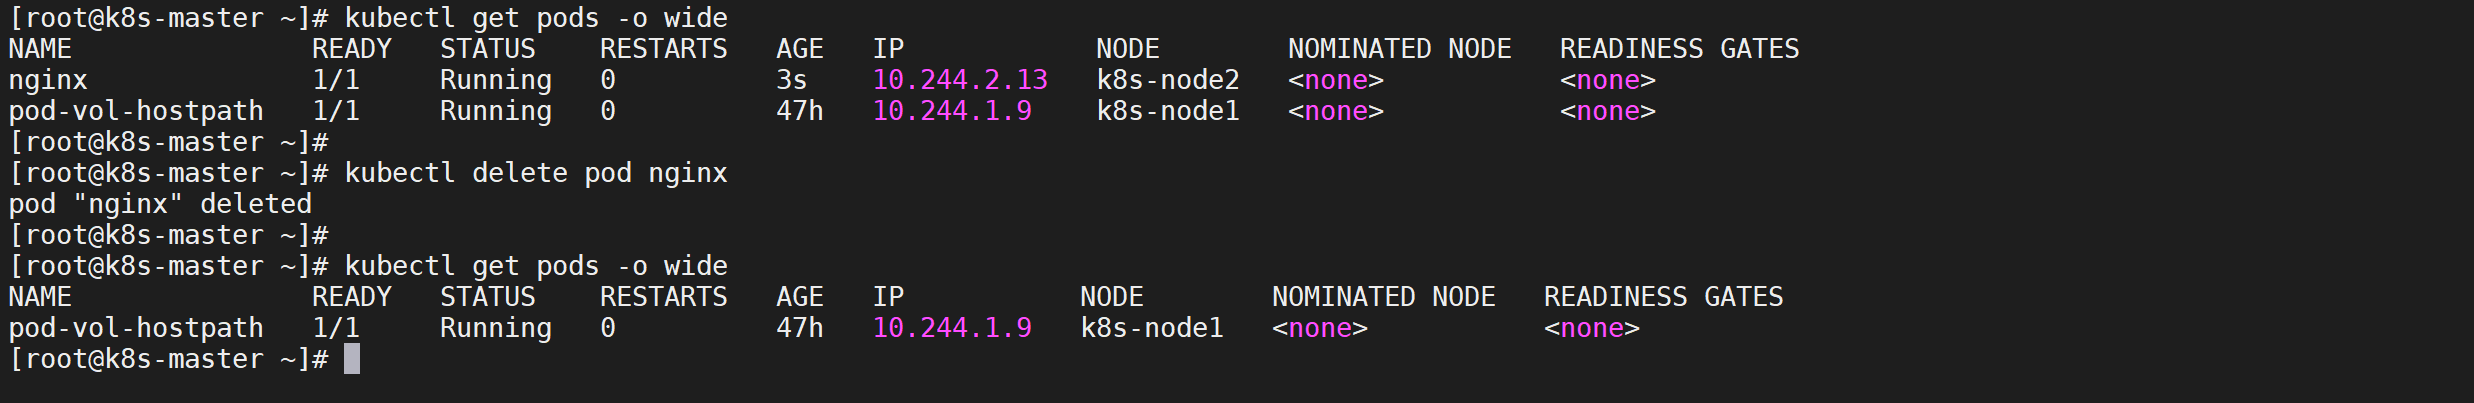 [root@k8s-master ~]# kubectl get pods -o wide
NAME               READY   STATUS    RESTARTS   AGE   IP            NODE        NOMINATED NODE   READINESS GATES
nginx              1/1     Running   0          3s    10.244.2.13   k8s-node2   <none>           <none>
pod-vol-hostpath   1/1     Running   0          47h   10.244.1.9    k8s-node1   <none>           <none>
[root@k8s-master ~]#
[root@k8s-master ~]# kubectl delete pod nginx
pod "nginx" deleted
[root@k8s-master ~]#
[root@k8s-master ~]# kubectl get pods -o wide
NAME               READY   STATUS    RESTARTS   AGE   IP           NODE        NOMINATED NODE   READINESS GATES
pod-vol-hostpath   1/1     Running   0          47h   10.244.1.9   k8s-node1   <none>           <none>
[root@k8s-master ~]#